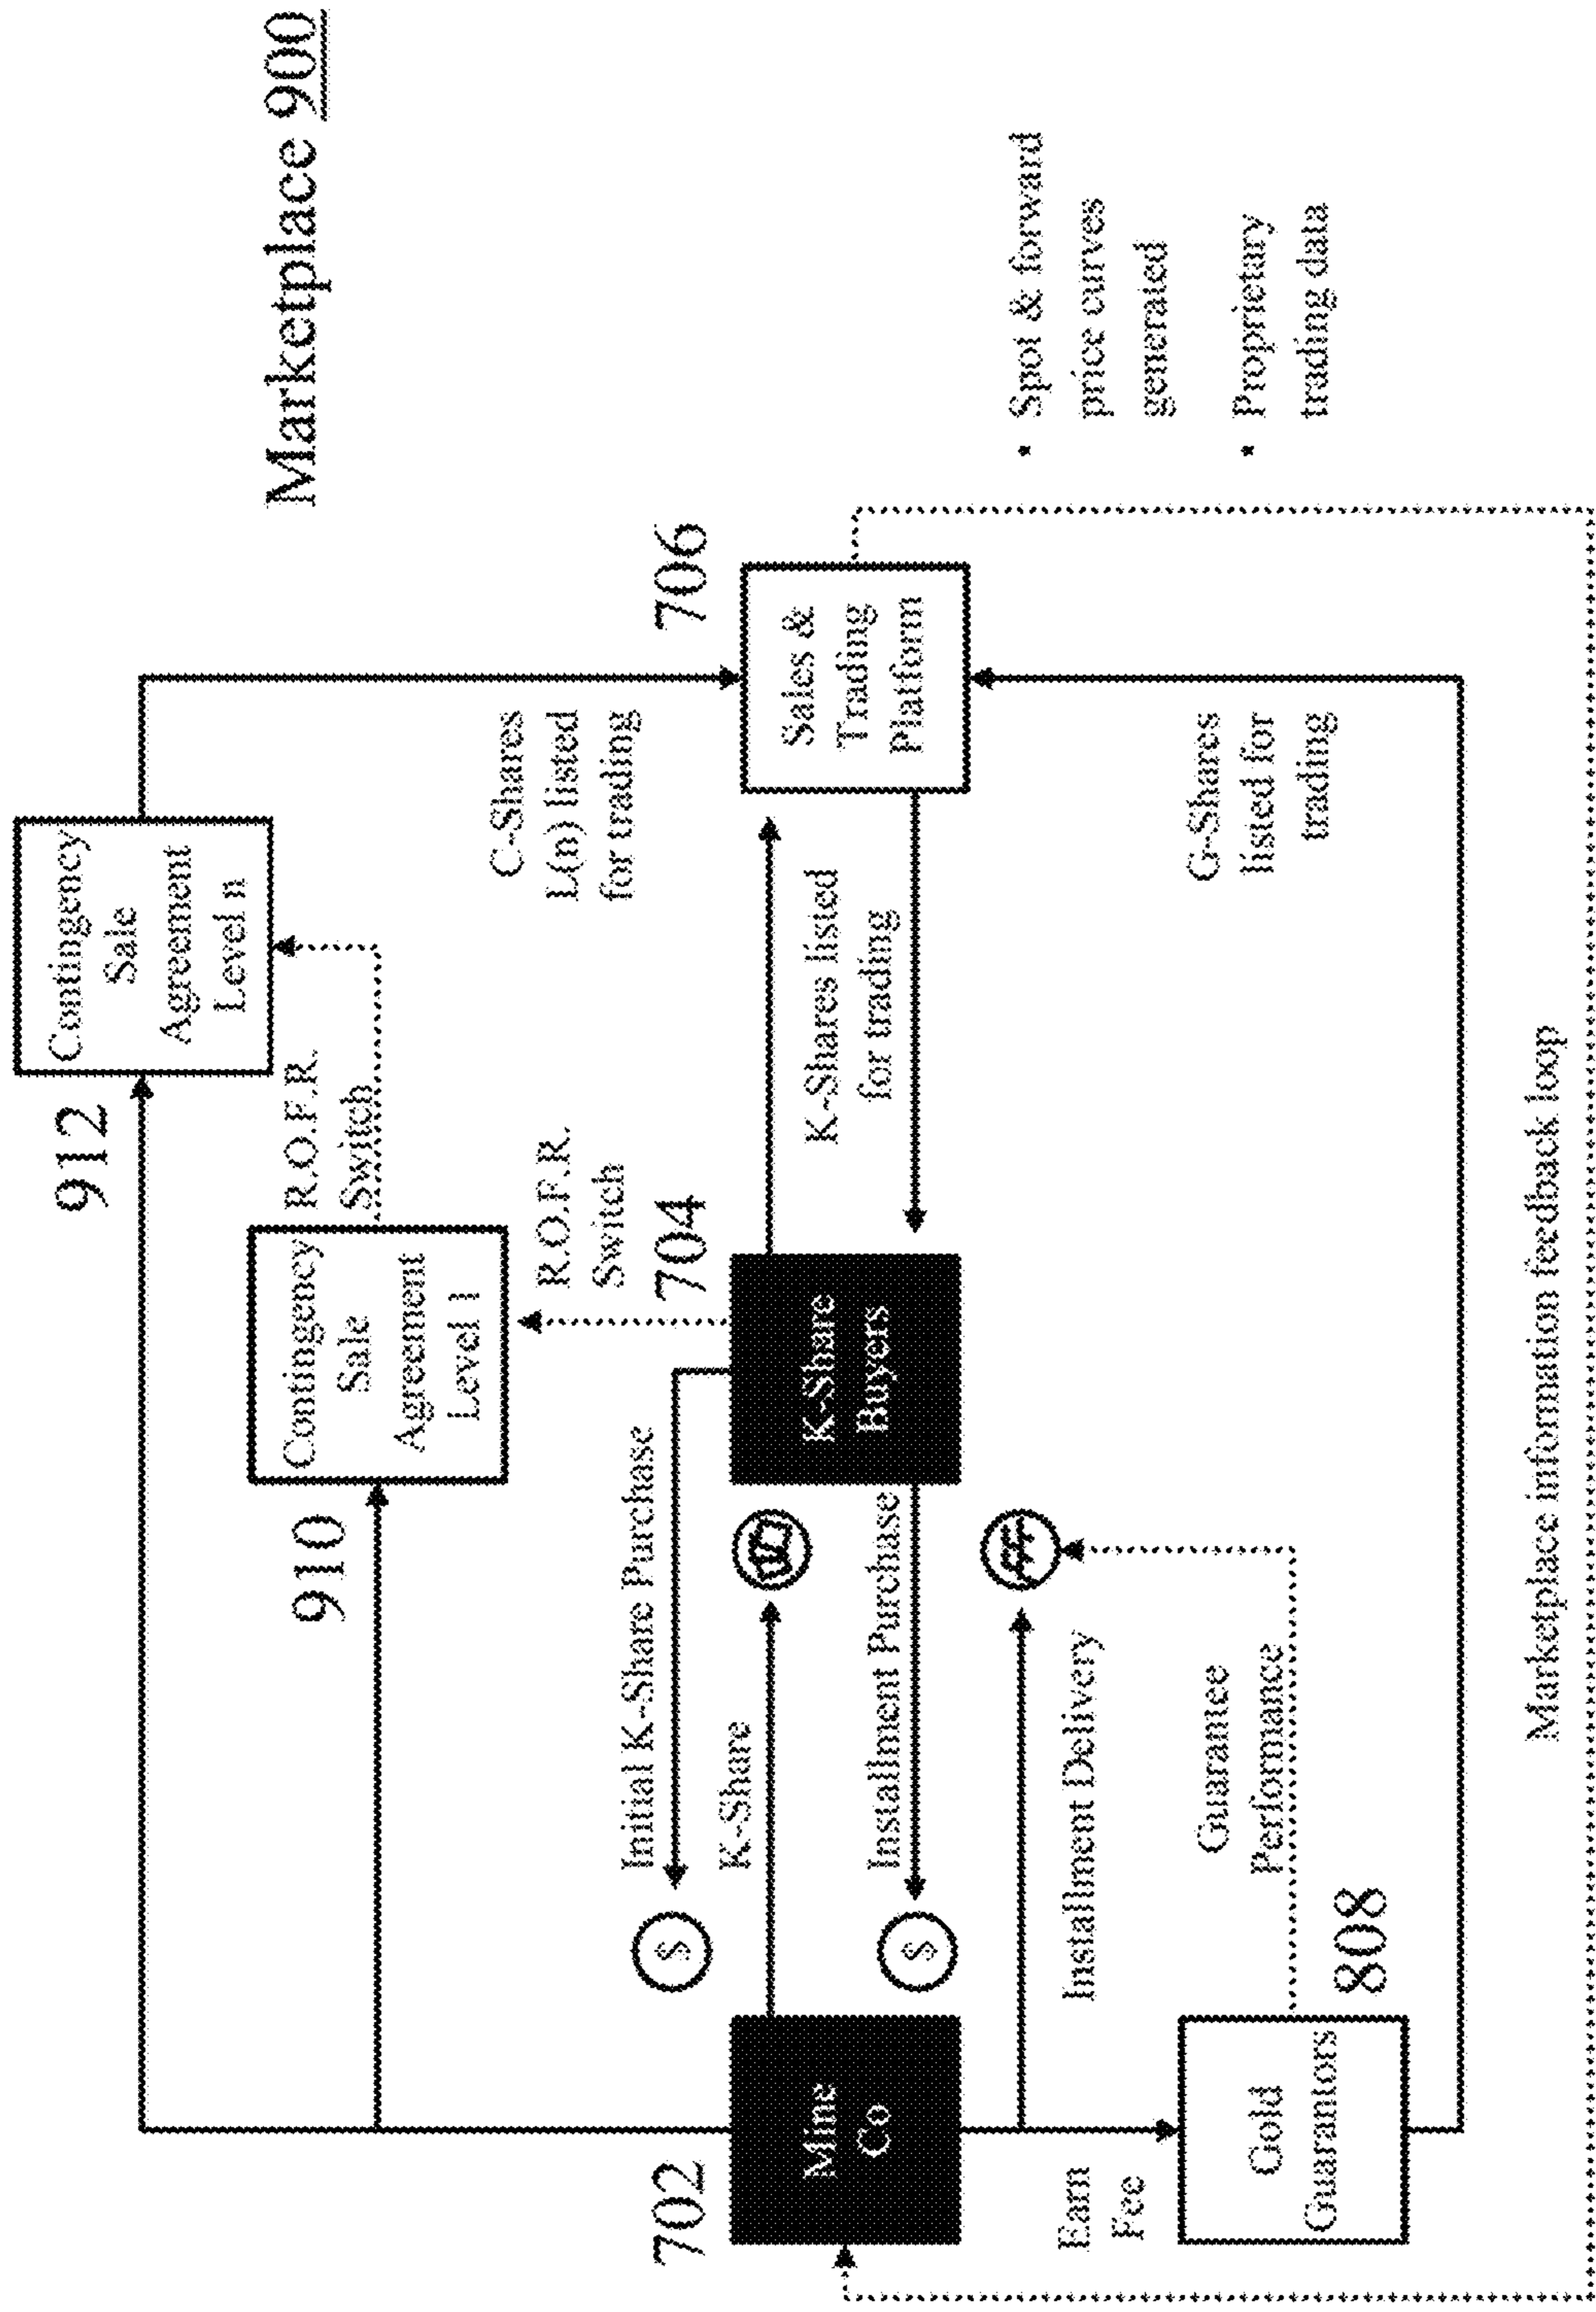 Marketplace 900
912
Contingency
Sale
Agreement
Level n
910
Contingency
Sale
Agreement
Level 1
R.O.F.R.
Switch
R.O.F.R.
Switch
C-Shares
L(n) listed
for trading
702
Mine
Co
Initial K-Share Purchase
$
K-Share
Installment Purchase
$
704
K-Share
Buyers
K-Shares listed
for trading
706
Sales &
Trading
Platform
• Spot & forward
price curves
generated
• Proprietary
trading data
Earn
Fee
Installment Delivery
Guarantee
Performance
808
Gold
Guarantors
G-Shares
listed for
trading
Marketplace information feedback loop